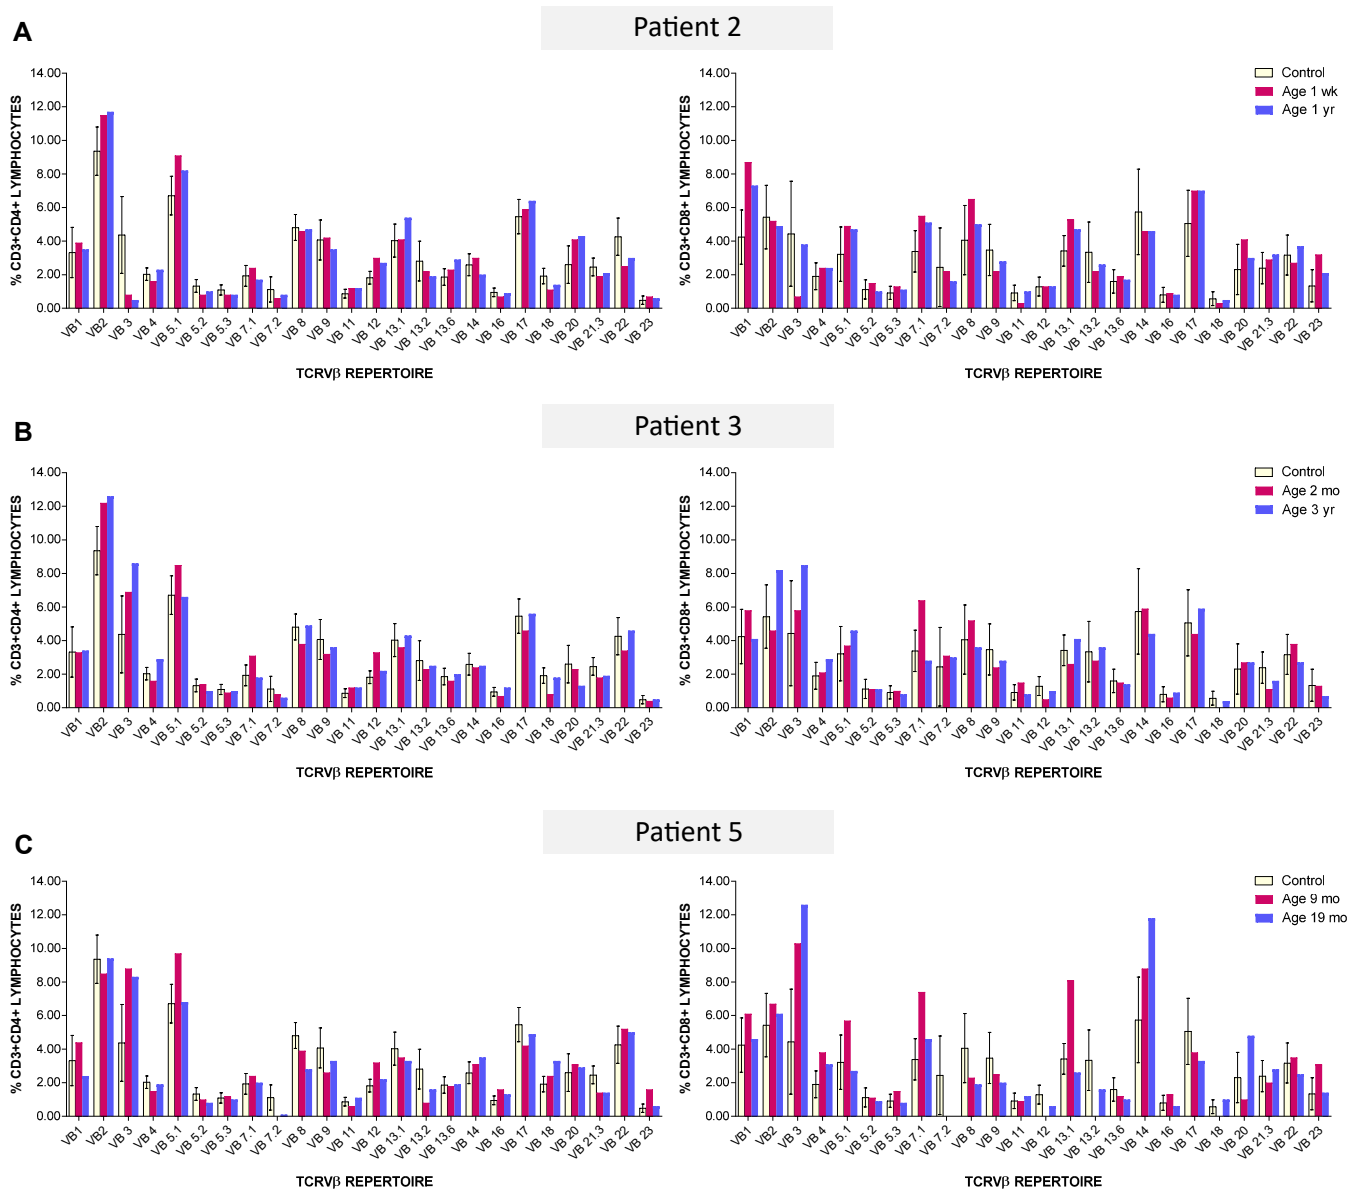 A
Patient 2
14.00
12.00
10.00
8.00
6.00
4.00
2.00
0.00
% CD3+CD4+ LYMPHOCYTES
VB1 VB2 VB 3 VB 4 VB 5.1 VB 5.2 VB 5.3 VB 7.1 VB 7.2 VB 8 VB 9 VB 11 VB 12 VB 13.1 VB 13.2 VB 13.6 VB 14 VB 16 VB 17 VB 18 VB 20 VB 21.3 VB 22 VB 23
TCRVβ REPERTOIRE
14.00
12.00
10.00
8.00
6.00
4.00
2.00
0.00
% CD3+CD8+ LYMPHOCYTES
Control
Age 1 wk
Age 1 yr
VB1 VB2 VB 3 VB 4 VB 5.1 VB 5.2 VB 5.3 VB 7.1 VB 7.2 VB 8 VB 9 VB 11 VB 12 VB 13.1 VB 13.2 VB 13.6 VB 14 VB 16 VB 17 VB 18 VB 20 VB 21.3 VB 22 VB 23
TCRVβ REPERTOIRE
B
Patient 3
14.00
12.00
10.00
8.00
6.00
4.00
2.00
0.00
% CD3+CD4+ LYMPHOCYTES
VB1 VB2 VB 3 VB 4 VB 5.1 VB 5.2 VB 5.3 VB 7.1 VB 7.2 VB 8 VB 9 VB 11 VB 12 VB 13.1 VB 13.2 VB 13.6 VB 14 VB 16 VB 17 VB 18 VB 20 VB 21.3 VB 22 VB 23
TCRVβ REPERTOIRE
14.00
12.00
10.00
8.00
6.00
4.00
2.00
0.00
% CD3+CD8+ LYMPHOCYTES
Control
Age 2 mo
Age 3 yr
VB1 VB2 VB 3 VB 4 VB 5.1 VB 5.2 VB 5.3 VB 7.1 VB 7.2 VB 8 VB 9 VB 11 VB 12 VB 13.1 VB 13.2 VB 13.6 VB 14 VB 16 VB 17 VB 18 VB 20 VB 21.3 VB 22 VB 23
TCRVβ REPERTOIRE
C
Patient 5
14.00
12.00
10.00
8.00
6.00
4.00
2.00
0.00
% CD3+CD4+ LYMPHOCYTES
VB1 VB2 VB 3 VB 4 VB 5.1 VB 5.2 VB 5.3 VB 7.1 VB 7.2 VB 8 VB 9 VB 11 VB 12 VB 13.1 VB 13.2 VB 13.6 VB 14 VB 16 VB 17 VB 18 VB 20 VB 21.3 VB 22 VB 23
TCRVβ REPERTOIRE
14.00
12.00
10.00
8.00
6.00
4.00
2.00
0.00
% CD3+CD8+ LYMPHOCYTES
Control
Age 9 mo
Age 19 mo
VB1 VB2 VB 3 VB 4 VB 5.1 VB 5.2 VB 5.3 VB 7.1 VB 7.2 VB 8 VB 9 VB 11 VB 12 VB 13.1 VB 13.2 VB 13.6 VB 14 VB 16 VB 17 VB 18 VB 20 VB 21.3 VB 22 VB 23
TCRVβ REPERTOIRE